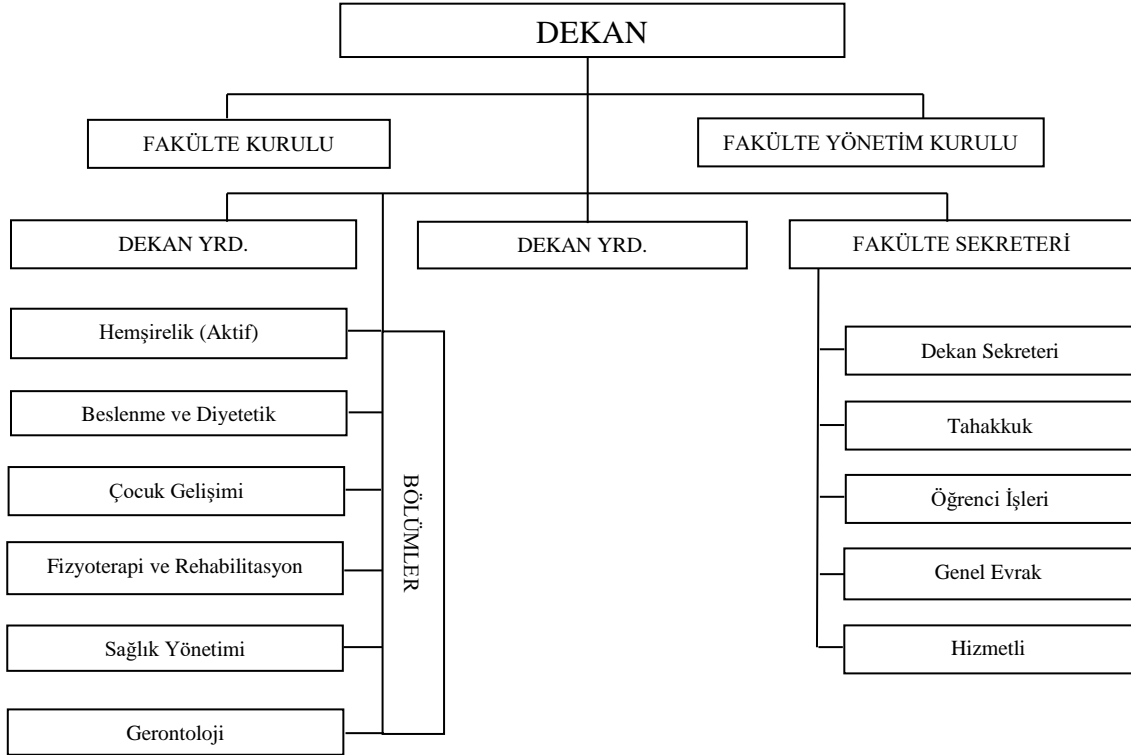 DEKAN
FAKÜLTE KURULU
FAKÜLTE YÖNETİM KURULU
DEKAN YRD.
DEKAN YRD.
FAKÜLTE SEKRETERİ
Hemşirelik (Aktif)
Beslenme ve Diyetetik
Çocuk Gelişimi
Fizyoterapi ve Rehabilitasyon
Sağlık Yönetimi
Gerontoloji
BÖLÜMLER
Dekan Sekreteri
Tahakkuk
Öğrenci İşleri
Genel Evrak
Hizmetli